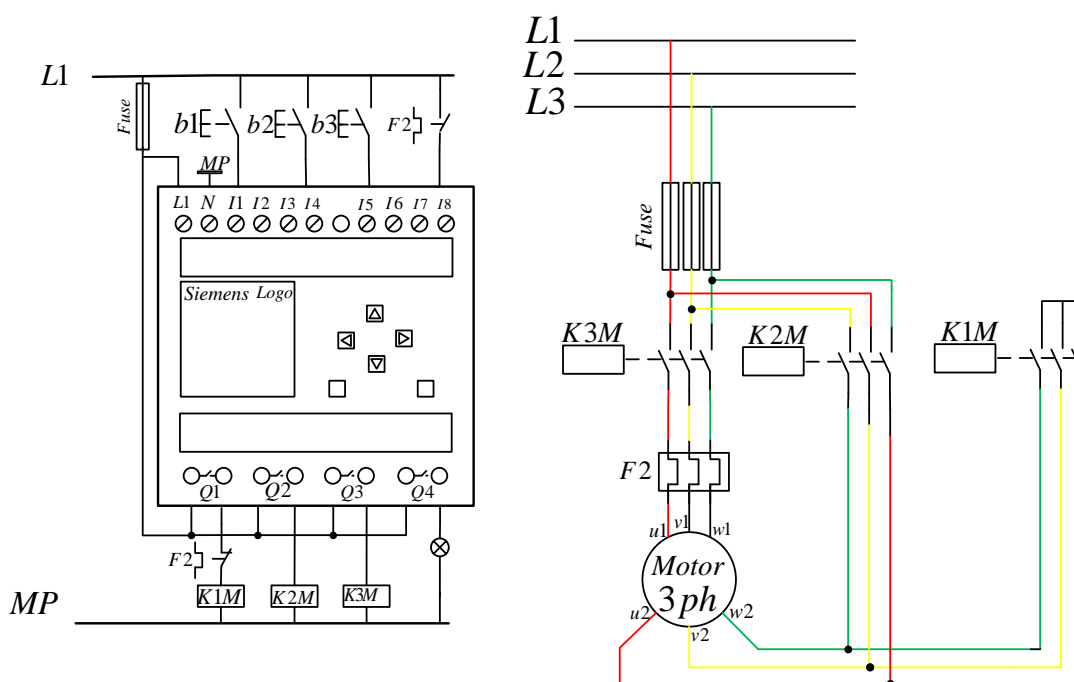 L1
Fuse
b1
b2
b3
F2
MP
L1 N I1 I2 I3 I4 I5 I6 I7 I8
Siemens Logo
Q1 Q2 Q3 Q4
F2
K1M K2M K3M
MP
L1
L2
L3
Fuse
K3M
K2M
K1M
F2
u1 v1 w1
Motor
3ph
u2 v2 w2